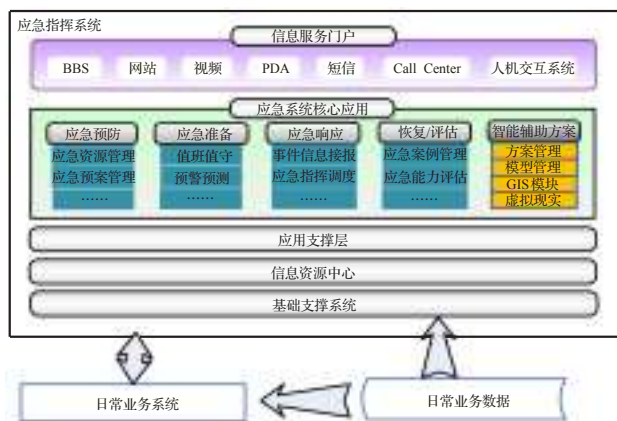 应急指挥系统
信息服务门户
BBS 网站 视频 PDA 短信 Call Center 人机交互系统
应急系统核心应用
应急预防 应急准备 应急响应 恢复/评估 智能辅助方案
应急资源管理 值班值守 事件信息接报 应急案例管理 方案管理
模型管理
应急预案管理 预警预测 应急指挥调度 应急能力评估 GIS模块
…… …… …… …… 虚拟现实
应用支撑层
信息资源中心
基础支撑系统
日常业务系统 日常业务数据